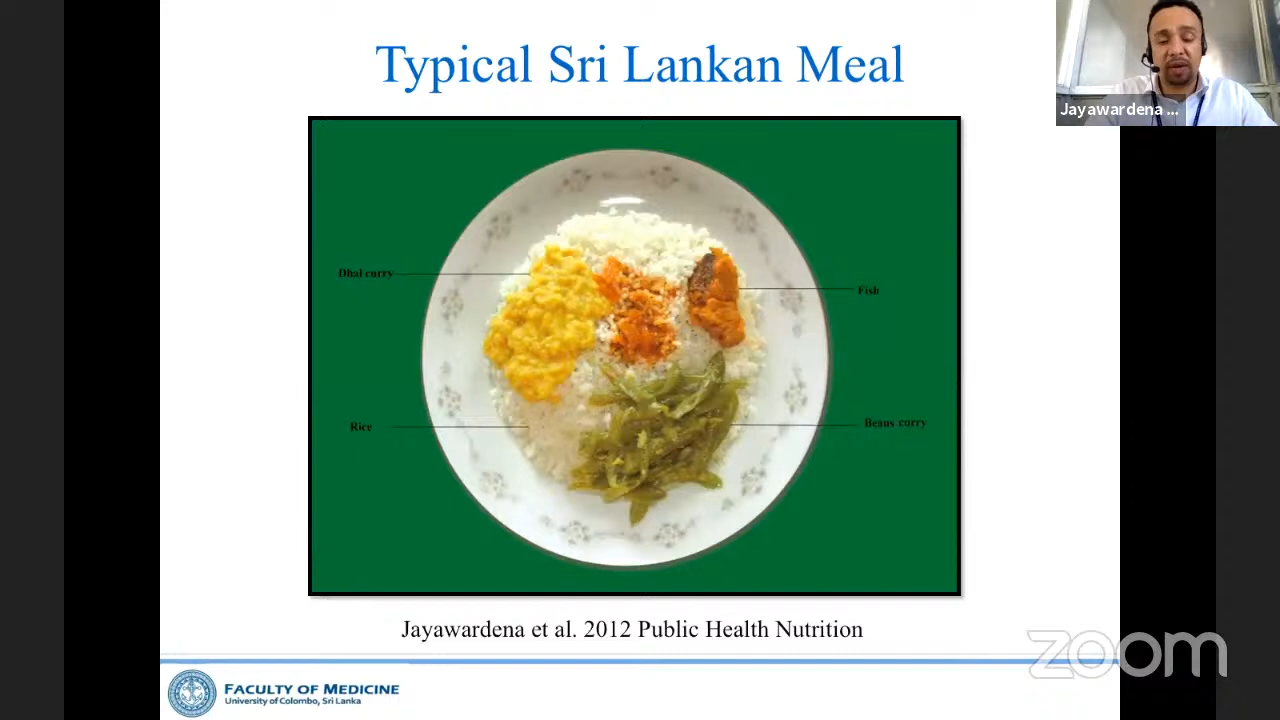 Typical Sri Lankan Meal
Jayawardena ...
Dhal curry
Fish
Rice
Beans curry
Jayawardena et al. 2012 Public Health Nutrition
zoom
FACULTY OF MEDICINE
University of Colombo, Sri Lanka